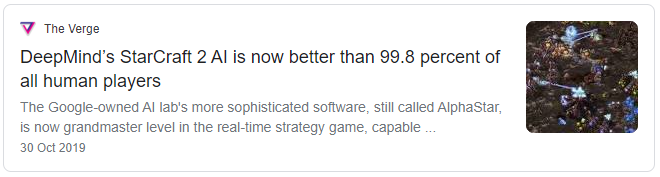 The Verge
DeepMind’s StarCraft 2 AI is now better than 99.8 percent of
all human players
The Google-owned AI lab's more sophisticated software, still called AlphaStar,
is now grandmaster level in the real-time strategy game, capable ...
30 Oct 2019